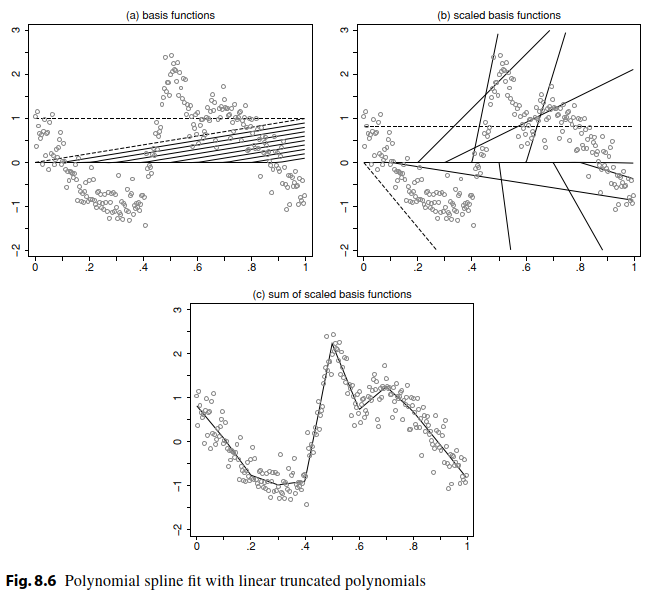 (a) basis functions
3
2
1
0
−1
−2
0 .2 .4 .6 .8 1
(b) scaled basis functions
3
2
1
0
−1
−2
0 .2 .4 .6 .8 1
(c) sum of scaled basis functions
3
2
1
0
−1
−2
0 .2 .4 .6 .8 1
Fig. 8.6 Polynomial spline fit with linear truncated polynomials